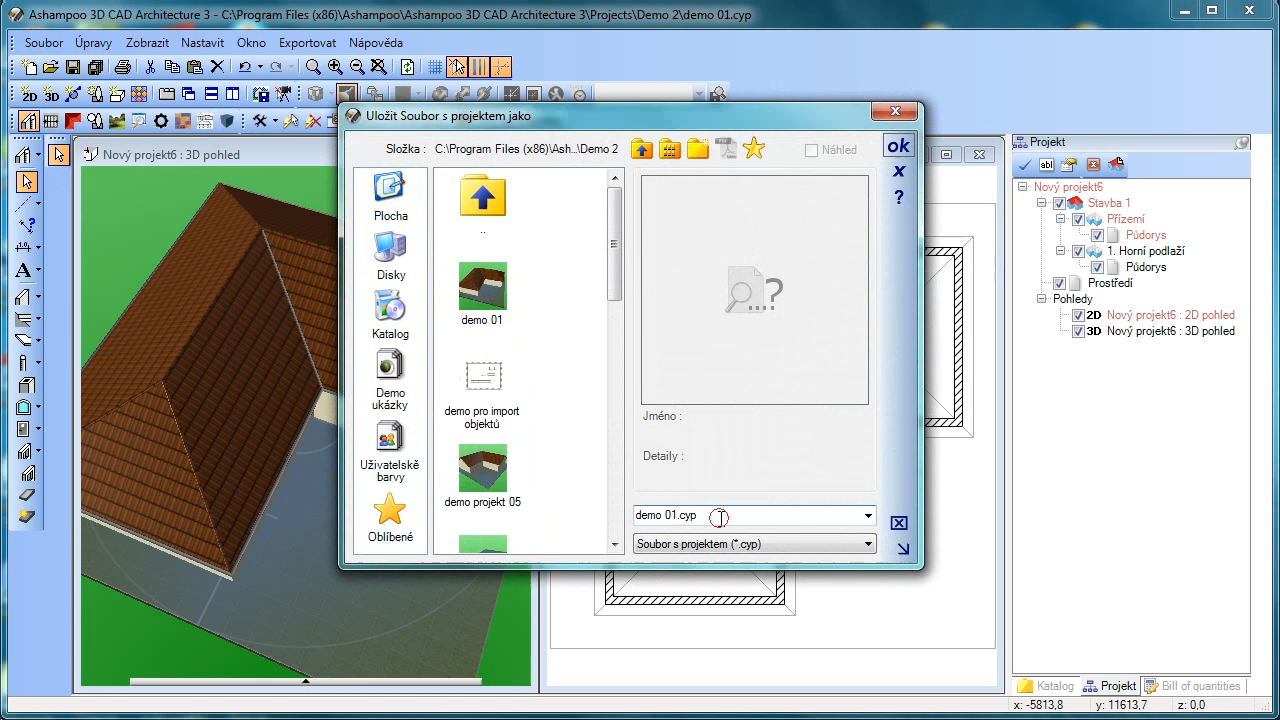 Ashampoo 3D CAD Architecture 3 - C:\Program Files (x86)\Ashampoo\Ashampoo 3D CAD Architecture 3\Projects\Demo 2\demo 01.cyp
Soubor Úpravy Zobrazit Nastavit Okno Exportovat Nápověda
2D 3D
Nový projekt6 : 3D pohled
Uložit Soubor s projektem jako
Složka : C:\Program Files (x86)\Ash...\Demo 2
Náhled
ok
x
?
Plocha
Disky
Katalog
Demo
ukázky
Uživatelskě
barvy
Oblíbené
..
demo 01
demo pro import
objektů
demo projekt 05
....?
Jméno :
Detaily :
demo 01.cyp
Soubor s projektem (*.cyp)
Projekt
Nový projekt6
Stavba 1
Přízemí
Půdorys
1. Horní podlaží
Půdorys
Prostředí
Pohledy
2D Nový projekt6 : 2D pohled
3D Nový projekt6 : 3D pohled
Katalog Projekt Bill of quantities
x: -5813,8 y: 11613,7 z: 0,0